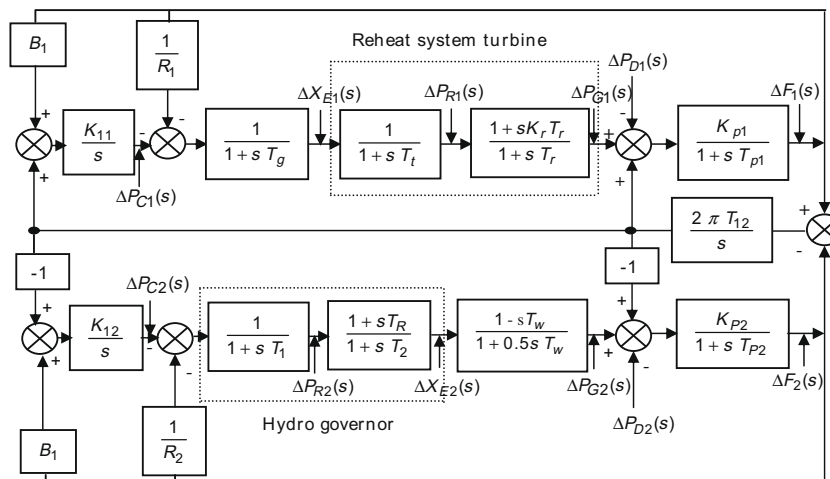 B1
1
R1
Reheat system turbine
ΔPD1(s)
ΔXE1(s)
ΔPR1(s)
ΔPG1(s)
ΔF1(s)
+
-
-
-
K11
s
1
1 + s Tg
1
1 + s Tt
1 + sKr Tr
1 + s Tr
+
Kp1
1 + s Tp1
+
ΔPC1(s)
+
2 π T12
s
+
-
-1
-1
ΔPC2(s)
+
+
+
K12
s
-
-
1
1 + s T1
1 + sTR
1 + s T2
1 - sTw
1 + 0.5s Tw
+
-
KP2
1 + s TP2
ΔPR2(s)
ΔXE2(s)
ΔPG2(s)
ΔF2(s)
Hydro governor
ΔPD2(s)
B1
1
R2